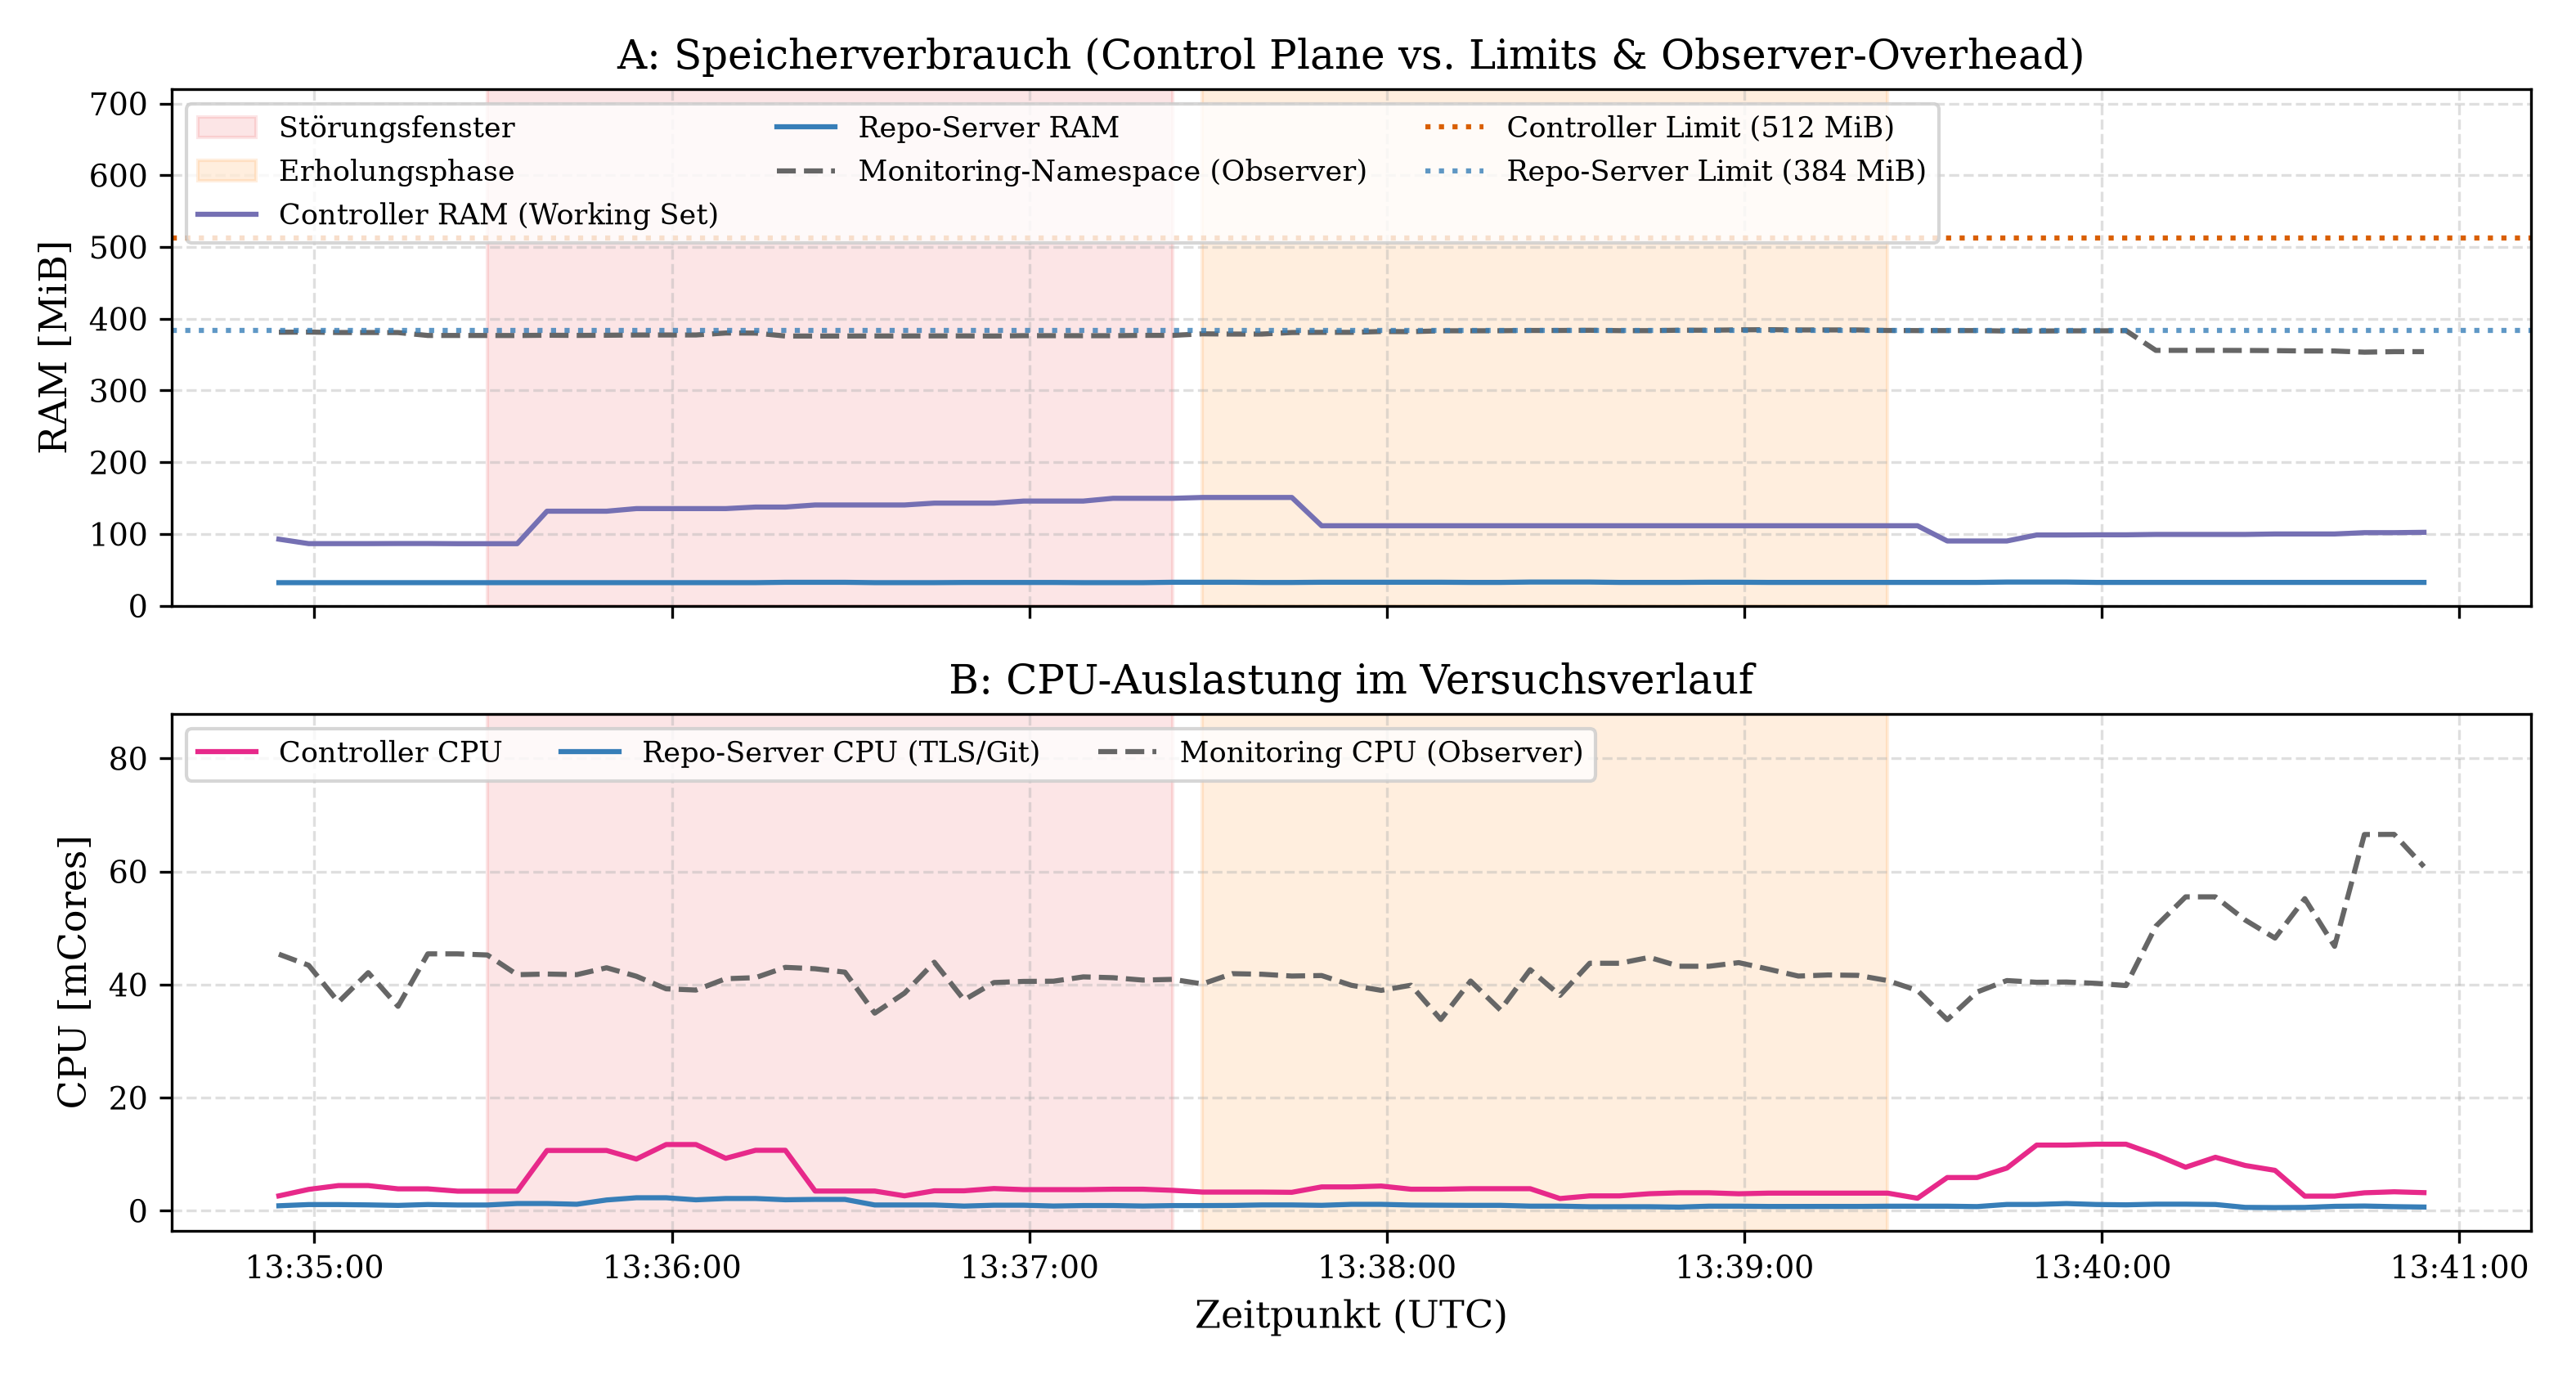 A: Speicherverbrauch (Control Plane vs. Limits & Observer-Overhead)
RAM [MiB]
700
600
500
400
300
200
100
0
Störungsfenster
Erholungsphase
Controller RAM (Working Set)
Repo-Server RAM
Monitoring-Namespace (Observer)
Controller Limit (512 MiB)
Repo-Server Limit (384 MiB)
B: CPU-Auslastung im Versuchsverlauf
CPU [mCores]
80
60
40
20
0
Controller CPU
Repo-Server CPU (TLS/Git)
Monitoring CPU (Observer)
13:35:00
13:36:00
13:37:00
13:38:00
13:39:00
13:40:00
13:41:00
Zeitpunkt (UTC)